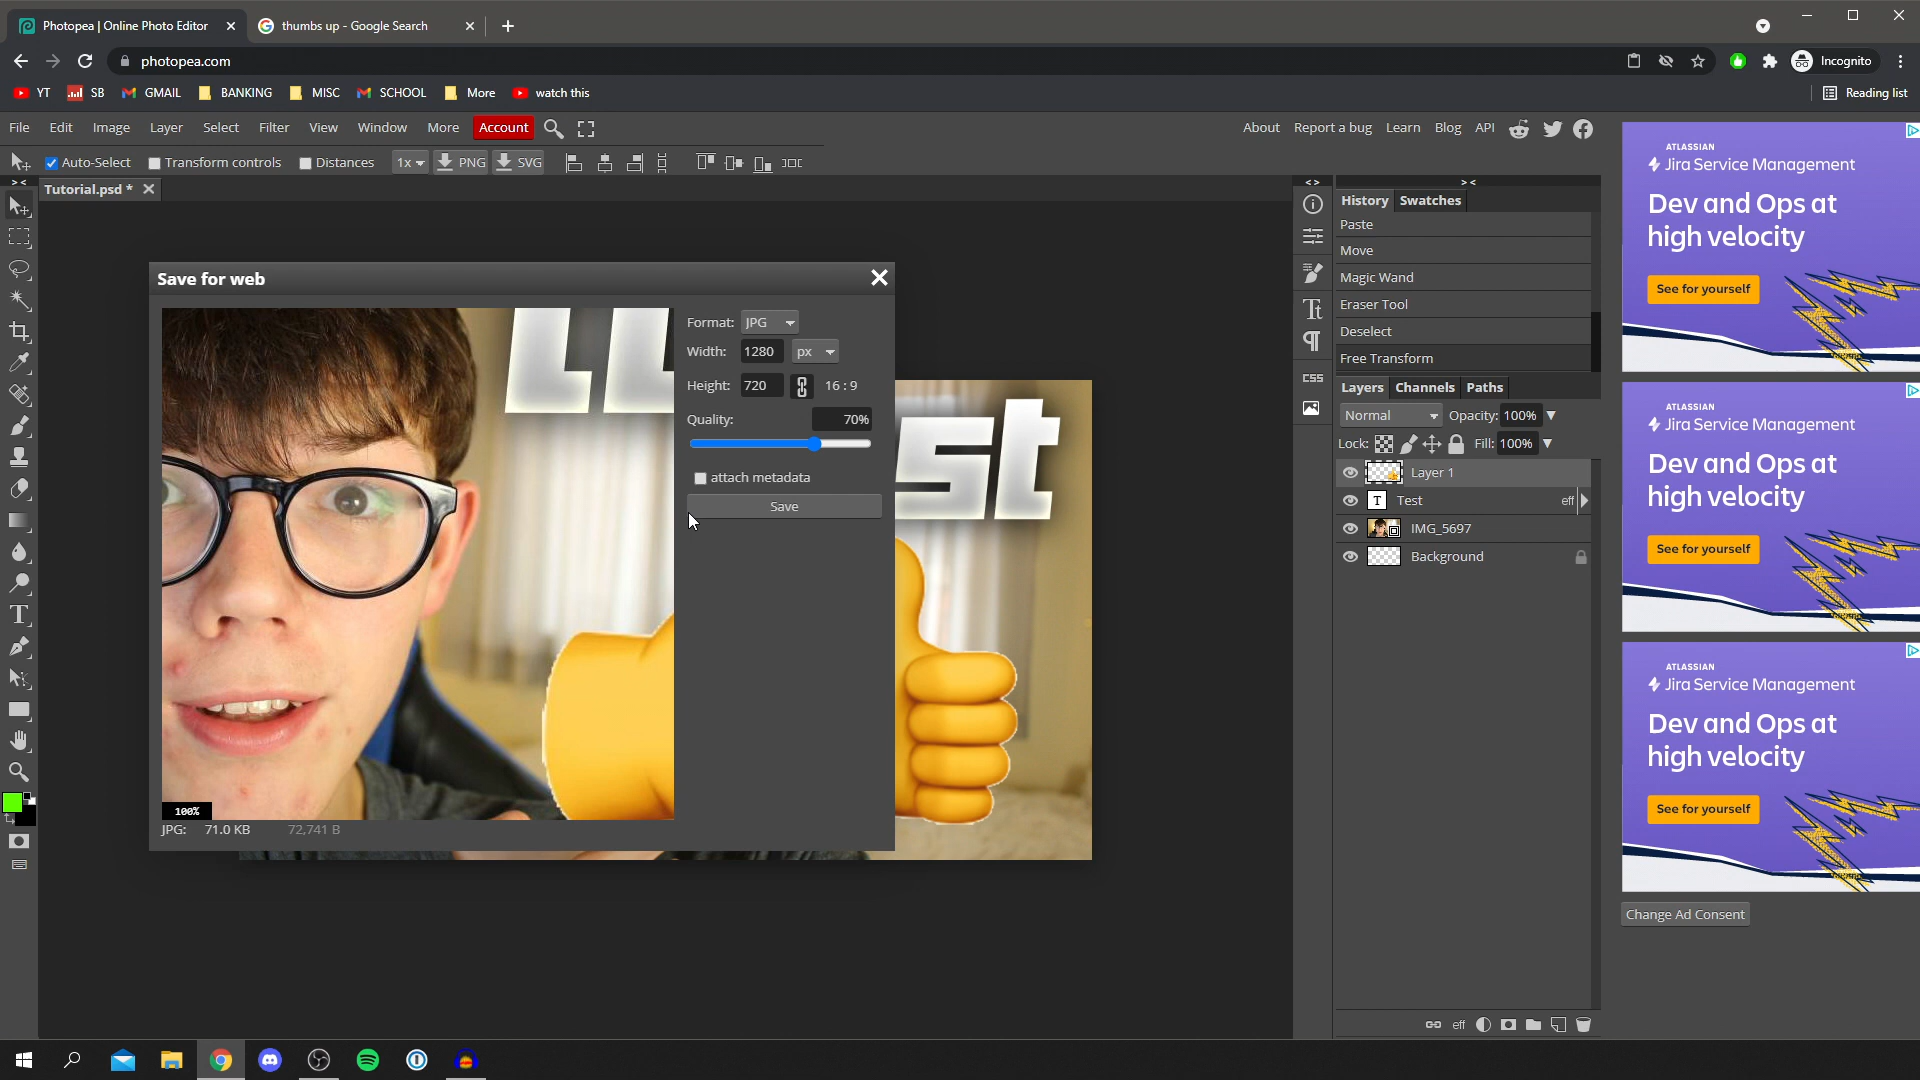 Photopea | Online Photo Editor
thumbs up - Google Search
photopea.com
Incognito
YT
SB
GMAIL
BANKING
MISC
SCHOOL
More
watch this
Reading list
File Edit Image Layer Select Filter View Window More Account
About Report a bug Learn Blog API
Auto-Select Transform controls Distances 1x PNG SVG
Tutorial.psd *
Save for web
Format: JPG
Width: 1280 px
Height: 720 16 : 9
Quality: 70%
attach metadata
Save
100%
JPG: 71.0 KB 72,741 B
st
History Swatches
Paste
Move
Magic Wand
Eraser Tool
Deselect
Free Transform
Layers Channels Paths
Normal Opacity: 100%
Lock: Fill: 100%
Layer 1
T Test eff
IMG_5697
Background
CSS
eff
ATLASSIAN
Jira Service Management
Dev and Ops at
high velocity
See for yourself
ATLASSIAN
Jira Service Management
Dev and Ops at
high velocity
See for yourself
ATLASSIAN
Jira Service Management
Dev and Ops at
high velocity
See for yourself
Change Ad Consent